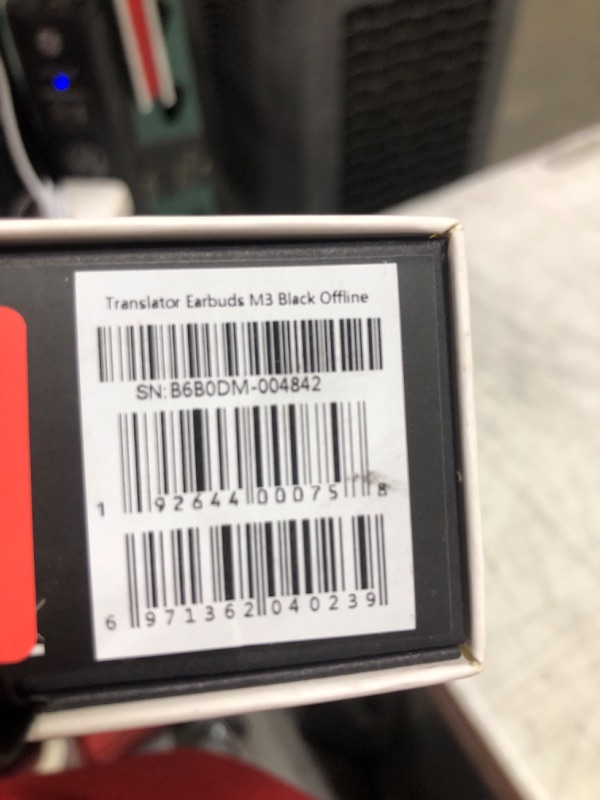 Translator Earbuds M3 Black Offline
SN:B6B0DM-004842
1 92644 00075 8
6 971362 040239